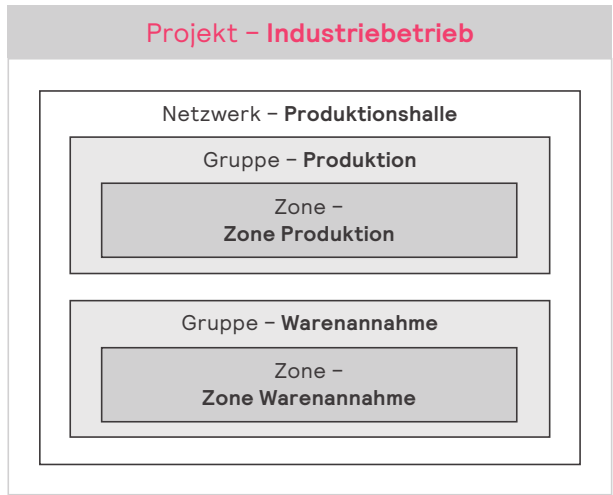 Projekt – Industriebetrieb
Netzwerk – Produktionshalle
Gruppe – Produktion
Zone –
Zone Produktion
Gruppe – Warenannahme
Zone –
Zone Warenannahme